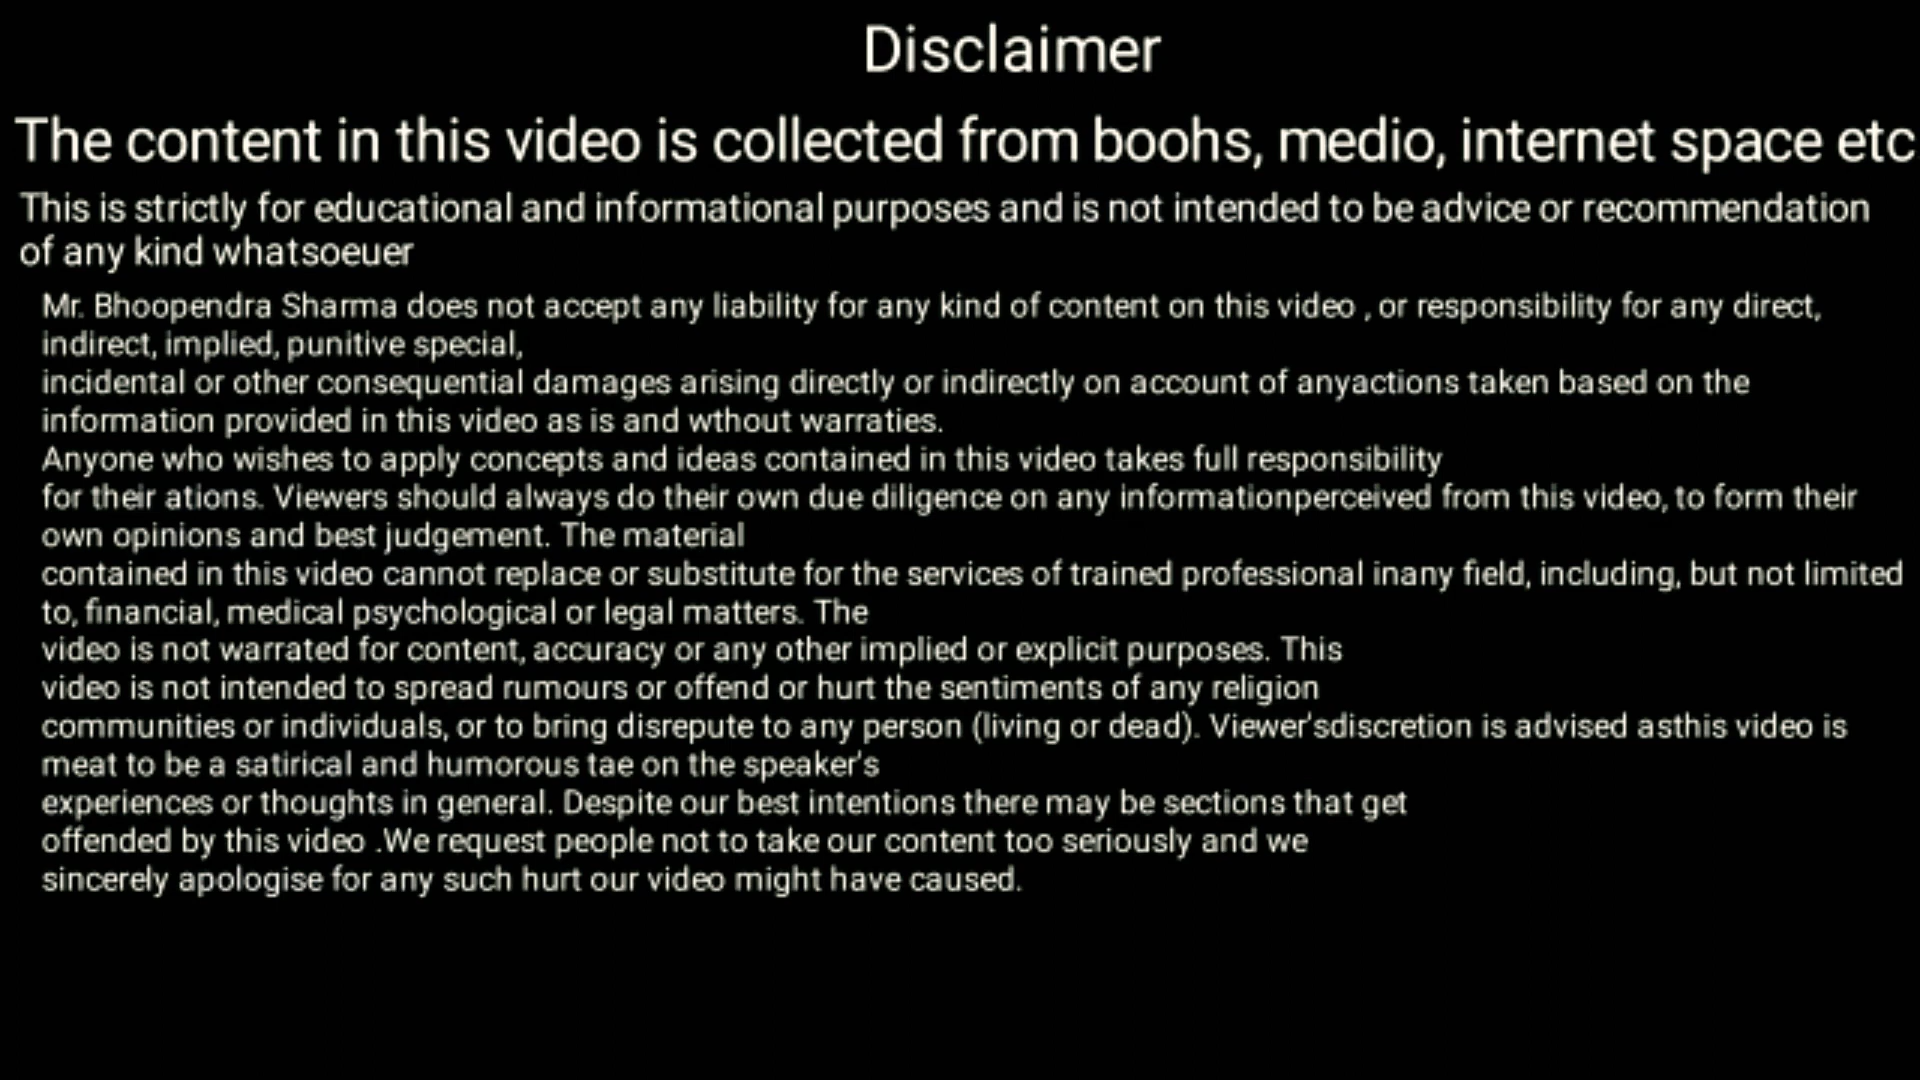 Disclaimer
The content in this video is collected from boohs, medio, internet space etc
This is strictly for educational and informational purposes and is not intended to be advice or recommendation
of any kind whatsoeuer
Mr. Bhoopendra Sharma does not accept any liability for any kind of content on this video , or responsibility for any direct,
indirect, implied, punitive special,
incidental or other consequential damages arising directly or indirectly on account of anyactions taken based on the
information provided in this video as is and wthout warraties.
Anyone who wishes to apply concepts and ideas contained in this video takes full responsibility
for their ations. Viewers should always do their own due diligence on any informationperceived from this video, to form their
own opinions and best judgement. The material
contained in this video cannot replace or substitute for the services of trained professional inany field, including, but not limited
to, financial, medical psychological or legal matters. The
video is not warrated for content, accuracy or any other implied or explicit purposes. This
video is not intended to spread rumours or offend or hurt the sentiments of any religion
communities or individuals, or to bring disrepute to any person (living or dead). Viewer'sdiscretion is advised asthis video is
meat to be a satirical and humorous tae on the speaker's
experiences or thoughts in general. Despite our best intentions there may be sections that get
offended by this video .We request people not to take our content too seriously and we
sincerely apologise for any such hurt our video might have caused.